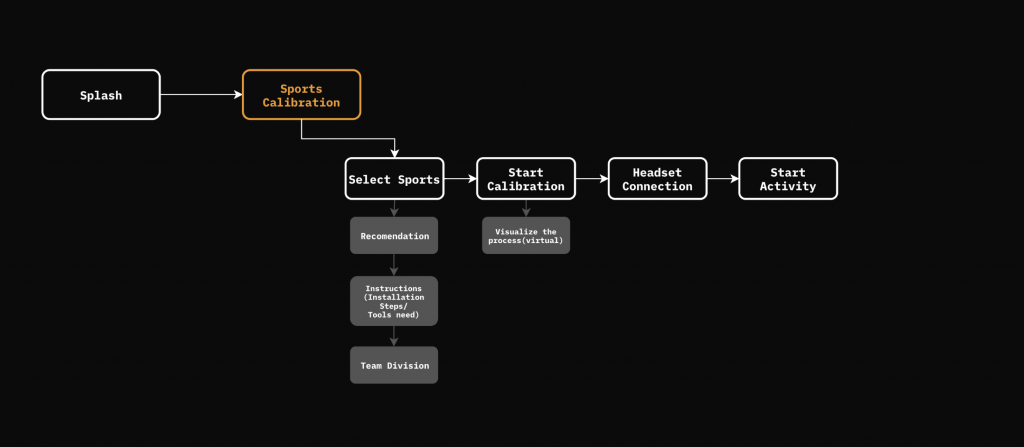 Splash
Sports
Calibration
Select Sports
Start
Calibration
Headset
Connection
Start
Activity
Recomendation
Visualize the
process(virtual)
Instructions
(Installation
Steps/
Tools need)
Team Division